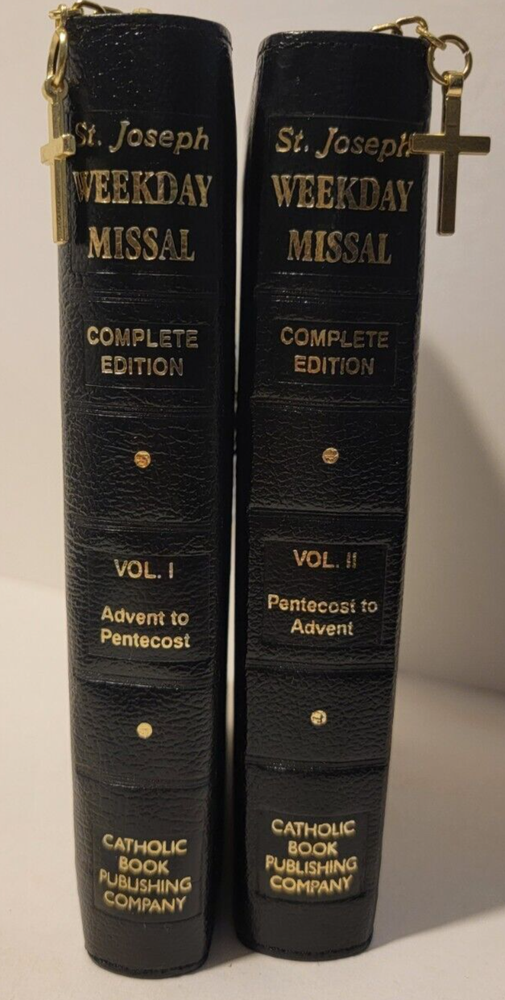 St. Joseph
WEEKDAY
MISSAL
COMPLETE
EDITION
VOL. I
Advent to
Pentecost
CATHOLIC
BOOK
PUBLISHING
COMPANY
St. Joseph
WEEKDAY
MISSAL
COMPLETE
EDITION
VOL. II
Pentecost to
Advent
CATHOLIC
BOOK
PUBLISHING
COMPANY